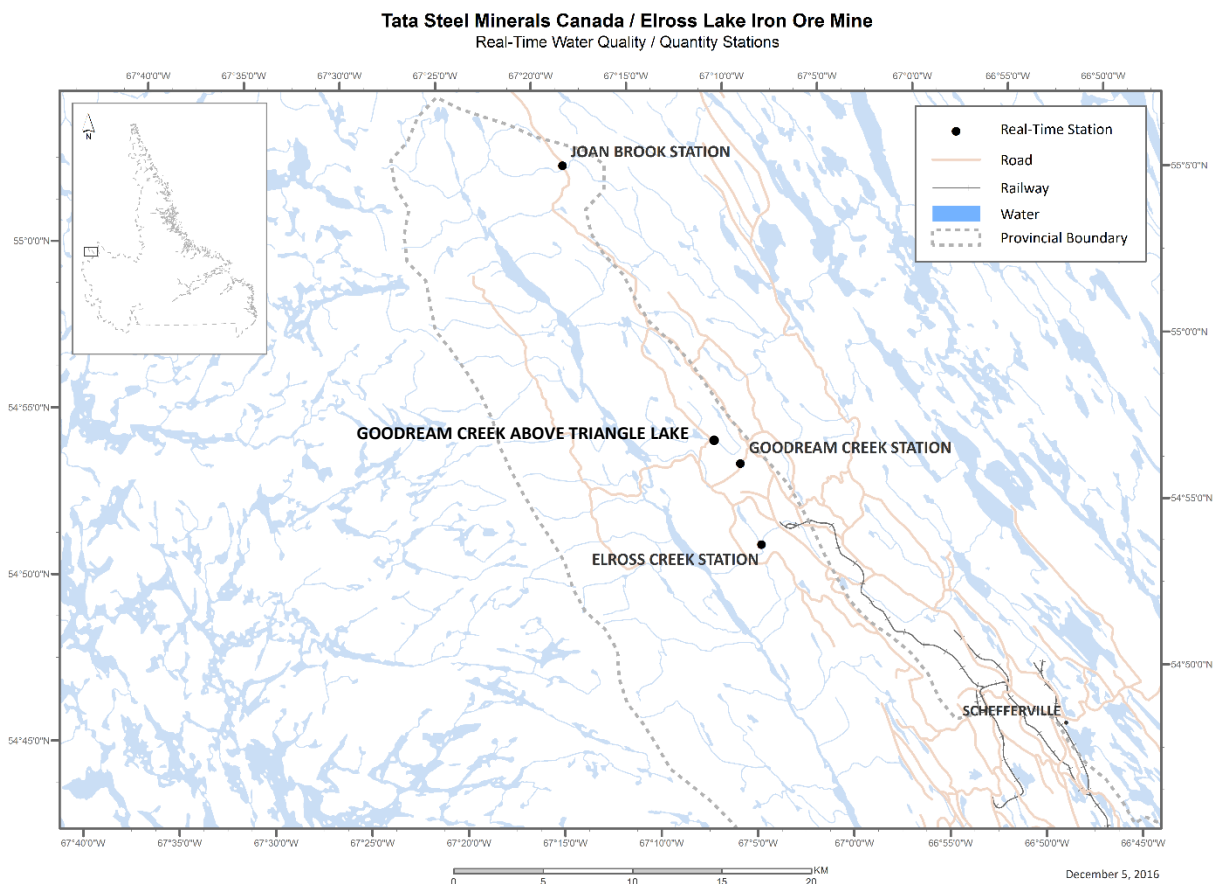 Tata Steel Minerals Canada / Elross Lake Iron Ore Mine
Real-Time Water Quality / Quantity Stations
67°40'0"W 67°35'0"W 67°30'0"W 67°25'0"W 67°20'0"W 67°15'0"W 67°10'0"W 67°5'0"W 67°0'0"W 66°55'0"W 66°50'0"W
N
Real-Time Station
Road
Railway
Water
Provincial Boundary
JOAN BROOK STATION
55°5'0"N
55°0'0"N
55°0'0"N
54°55'0"N
GOODREAM CREEK ABOVE TRIANGLE LAKE
GOODREAM CREEK STATION
54°55'0"N
ELROSS CREEK STATION
54°50'0"N
54°50'0"N
SCHEFFERVILLE
54°45'0"N
67°40'0"W 67°35'0"W 67°25'0"W 67°20'0"W 67°15'0"W 67°10'0"W 67°5'0"W 67°0'0"W 66°55'0"W 66°50'0"W 66°45'0"W
KM
0 5 10 15 20
December 5, 2016